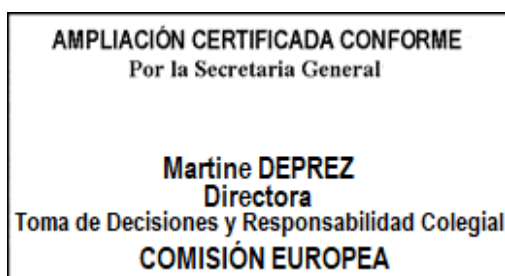 AMPLIACIÓN CERTIFICADA CONFORME
Por la Secretaria General
Martine DEPREZ
Directora
Toma de Decisiones y Responsabilidad Colegial
COMISIÓN EUROPEA